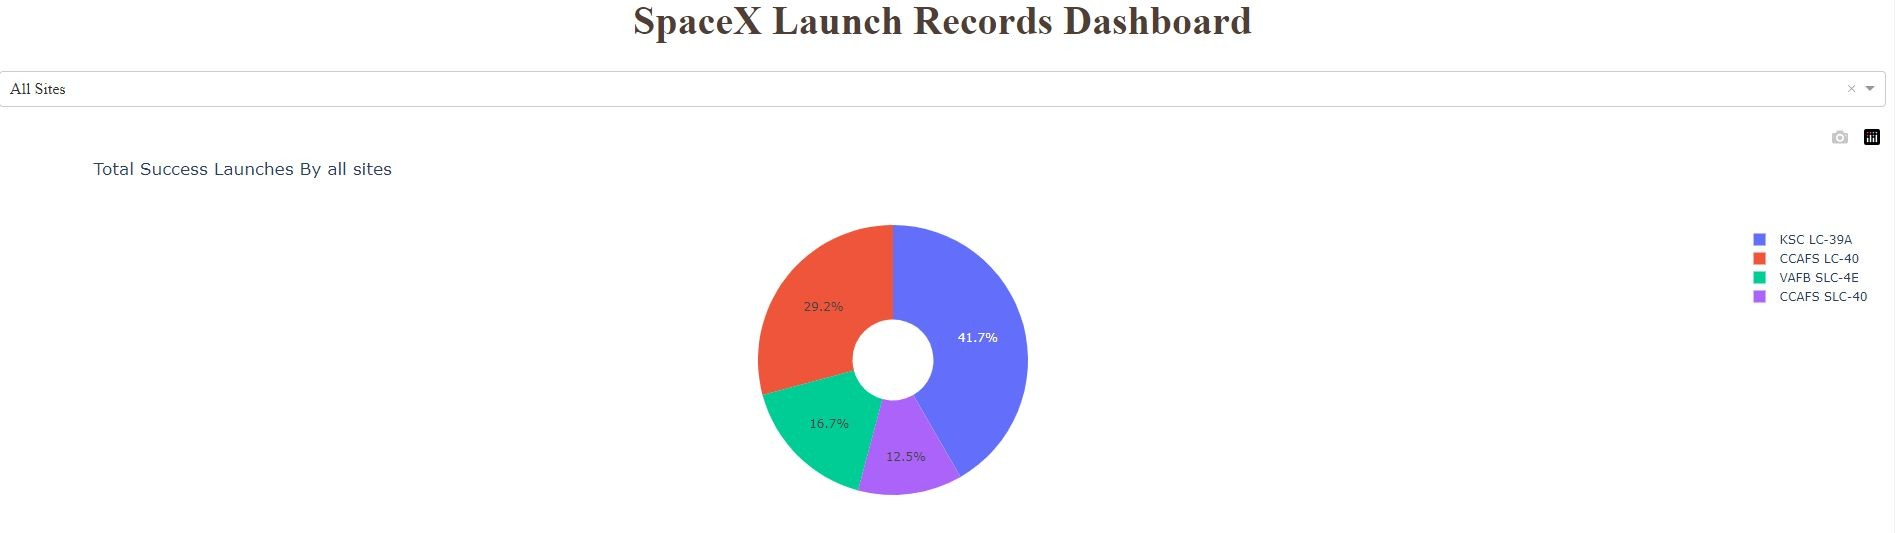 SpaceX Launch Records Dashboard
All Sites
Total Success Launches By all sites
KSC LC-39A
CCAFS LC-40
VAFB SLC-4E
CCAFS SLC-40
29.2%
41.7%
16.7%
12.5%